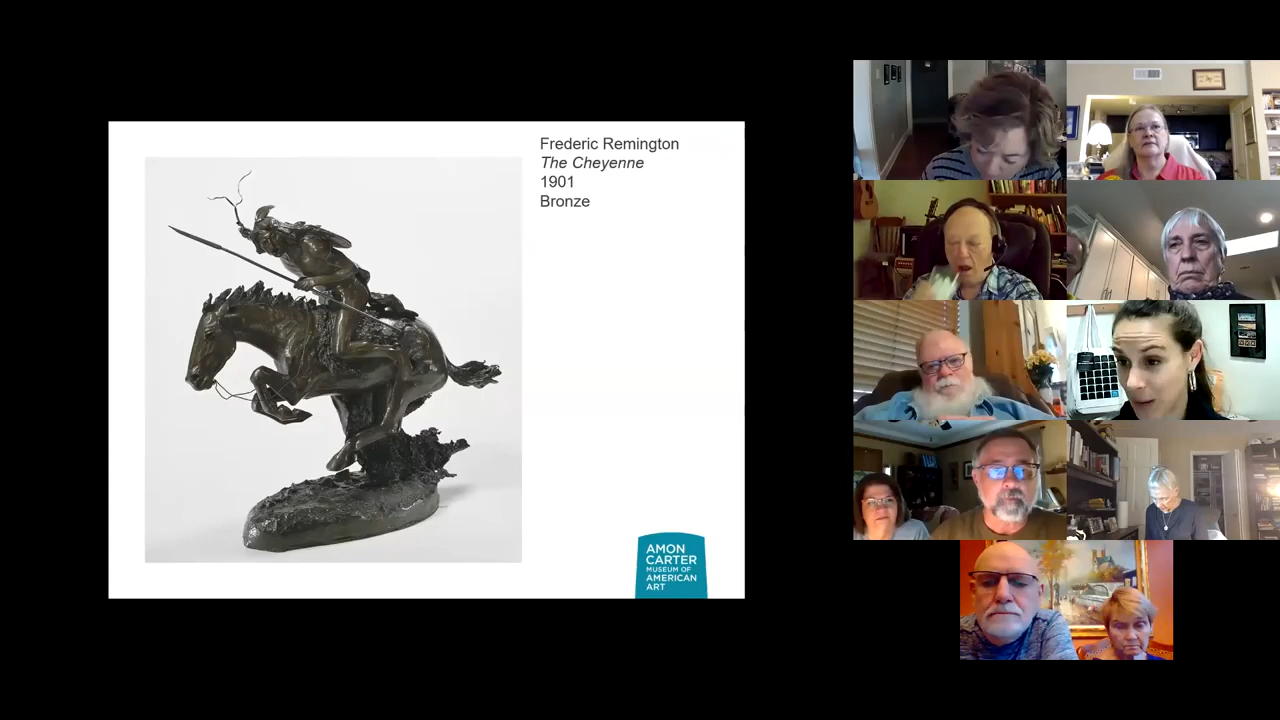 Frederic Remington
The Cheyenne
1901
Bronze
AMON
CARTER
MUSEUM OF
AMERICAN
ART